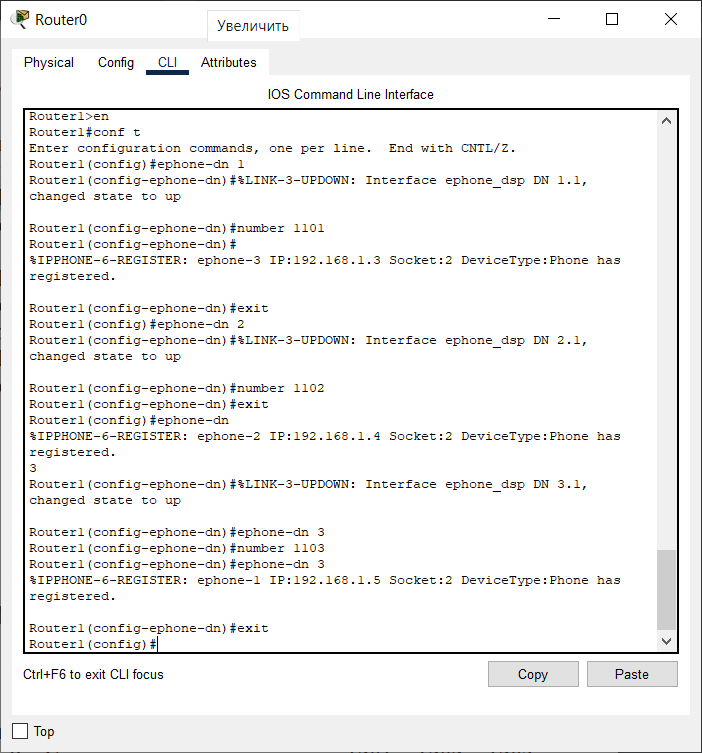 Router0
Увеличить
Physical Config CLI Attributes
IOS Command Line Interface
Router1>en
Router1#conf t
Enter configuration commands, one per line.  End with CNTL/Z.
Router1(config)#ephone-dn 1
Router1(config-ephone-dn)#%LINK-3-UPDOWN: Interface ephone_dsp DN 1.1,
changed state to up
Router1(config-ephone-dn)#number 1101
Router1(config-ephone-dn)#
%IPPHONE-6-REGISTER: ephone-3 IP:192.168.1.3 Socket:2 DeviceType:Phone has
registered.
Router1(config-ephone-dn)#exit
Router1(config)#ephone-dn 2
Router1(config-ephone-dn)#%LINK-3-UPDOWN: Interface ephone_dsp DN 2.1,
changed state to up
Router1(config-ephone-dn)#number 1102
Router1(config-ephone-dn)#exit
Router1(config)#ephone-dn
%IPPHONE-6-REGISTER: ephone-2 IP:192.168.1.4 Socket:2 DeviceType:Phone has
registered.
3
Router1(config-ephone-dn)#%LINK-3-UPDOWN: Interface ephone_dsp DN 3.1,
changed state to up
Router1(config-ephone-dn)#ephone-dn 3
Router1(config-ephone-dn)#number 1103
Router1(config-ephone-dn)#ephone-dn 3
%IPPHONE-6-REGISTER: ephone-1 IP:192.168.1.5 Socket:2 DeviceType:Phone has
registered.
Router1(config-ephone-dn)#exit
Router1(config)#
Ctrl+F6 to exit CLI focus
Copy Paste
Top